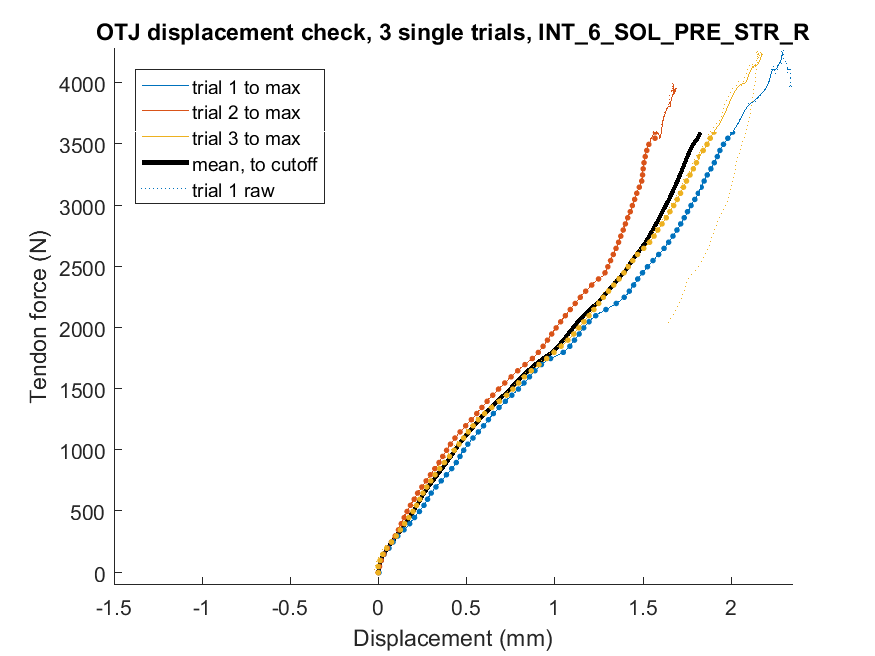 OTJ displacement check, 3 single trials, INT_6_SOL_PRE_STR_R
trial 1 to max
trial 2 to max
trial 3 to max
mean, to cutoff
trial 1 raw
Tendon force (N)
4000
3500
3000
2500
2000
1500
1000
500
0
-1.5 -1 -0.5 0 0.5 1 1.5 2
Displacement (mm)